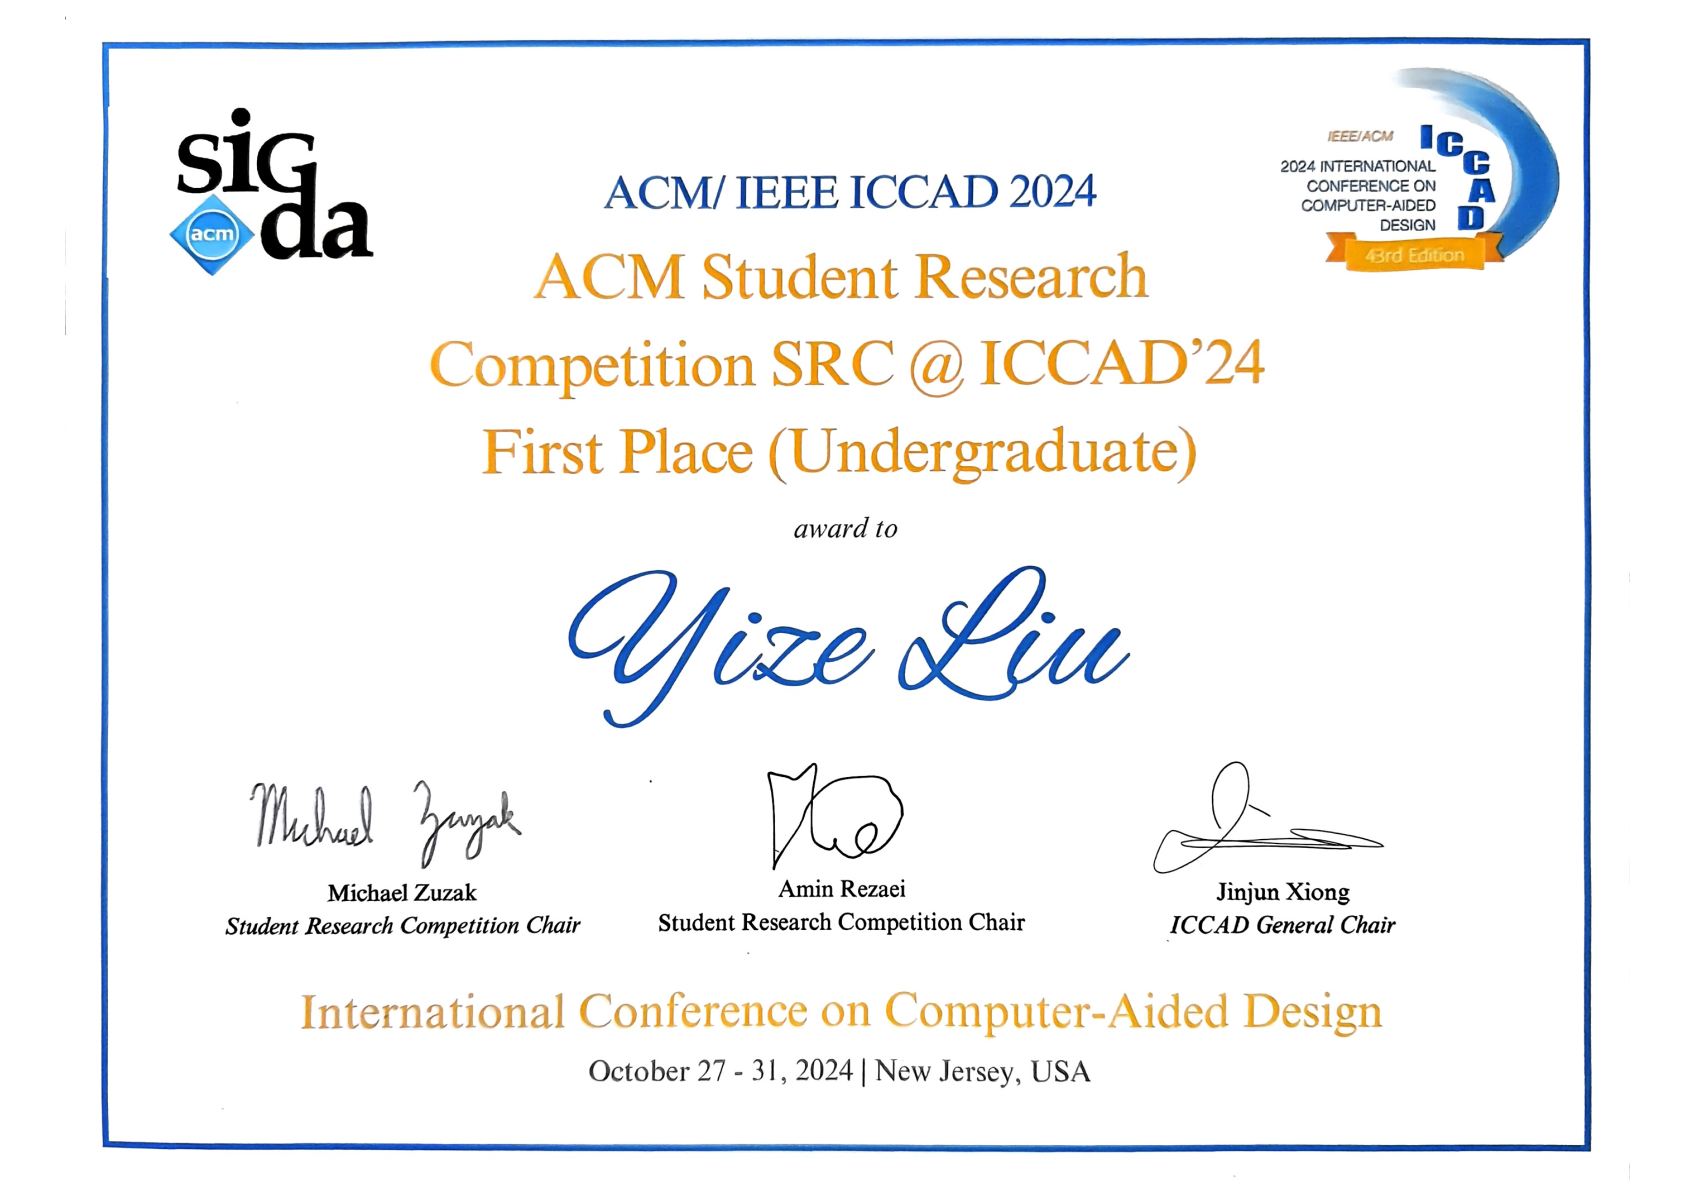 sigda
acm
IEEE/ACM ICCAD
2024 INTERNATIONAL
CONFERENCE ON
COMPUTER-AIDED
DESIGN
43rd Edition
ACM/ IEEE ICCAD 2024
ACM Student Research
Competition SRC @ ICCAD’24
First Place (Undergraduate)
award to
Yize Liu
Michael Zuzak
Michael Zuzak
Student Research Competition Chair
Amin Rezaei
Student Research Competition Chair
Jinjun Xiong
ICCAD General Chair
International Conference on Computer-Aided Design
October 27 - 31, 2024 | New Jersey, USA